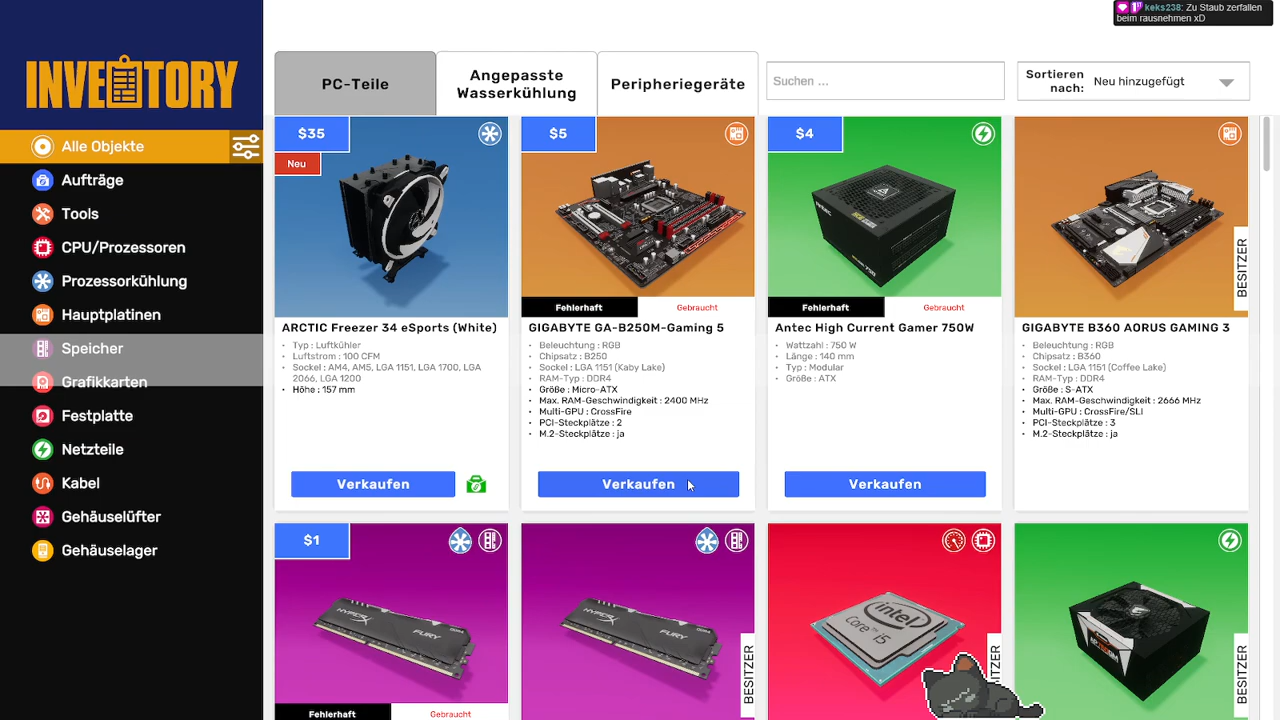 keks238: Zu Staub zerfallen
beim rausnehmen xD
INVENTORY
PC-Teile
Angepasste
Wasserkühlung
Peripheriegeräte
Suchen ...
Sortieren
nach:
Neu hinzugefügt
Alle Objekte
Aufträge
Tools
CPU/Prozessoren
Prozessorkühlung
Hauptplatinen
Speicher
Grafikkarten
Festplatte
Netzteile
Kabel
Gehäuselüfter
Gehäuselager
$35
Neu
ARCTIC Freezer 34 eSports (White)
• Typ : Luftkühler
• Luftstrom : 100 CFM
• Sockel : AM4, AM5, LGA 1151, LGA 1700, LGA
2066, LGA 1200
• Höhe : 157 mm
Verkaufen
$5
Fehlerhaft
Gebraucht
GIGABYTE GA-B250M-Gaming 5
• Beleuchtung : RGB
• Chipsatz : B250
• Sockel : LGA 1151 (Kaby Lake)
• RAM-Typ : DDR4
• Größe : Micro-ATX
• Max. RAM-Geschwindigkeit : 2400 MHz
• Multi-GPU : CrossFire
• PCI-Steckplätze : 2
• M.2-Steckplätze : ja
Verkaufen
$4
Fehlerhaft
Gebraucht
Antec High Current Gamer 750W
• Wattzahl : 750 W
• Länge : 140 mm
• Typ : Modular
• Größe : ATX
Verkaufen
BESITZER
GIGABYTE B360 AORUS GAMING 3
• Beleuchtung : RGB
• Chipsatz : B360
• Sockel : LGA 1151 (Coffee Lake)
• RAM-Typ : DDR4
• Größe : S-ATX
• Max. RAM-Geschwindigkeit : 2666 MHz
• Multi-GPU : CrossFire/SLI
• PCI-Steckplätze : 3
• M.2-Steckplätze : ja
$1
HYPERX
FURY
Fehlerhaft
Gebraucht
HYPERX
FURY
BESITZER
intel
CORE™ i5
BESITZER
BESITZER